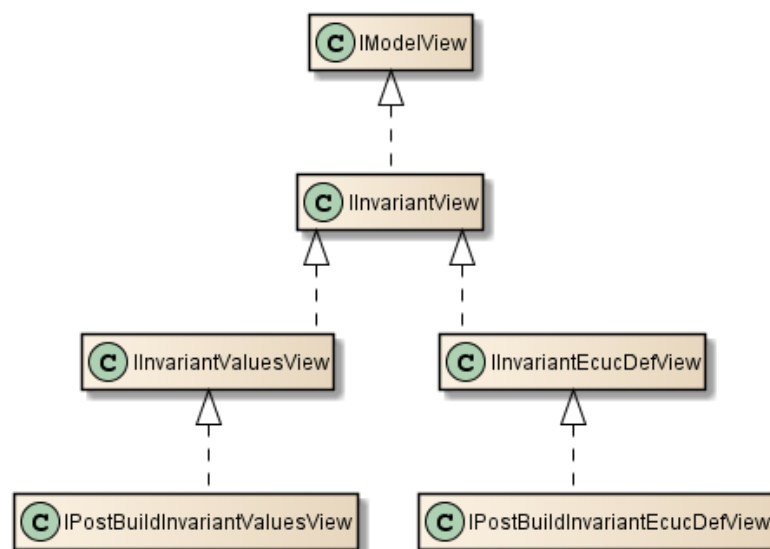 C IModelView
C IInvariantView
C IInvariantValuesView
C IInvariantEcucDefView
C IPostBuildInvariantValuesView
C IPostBuildInvariantEcucDefView